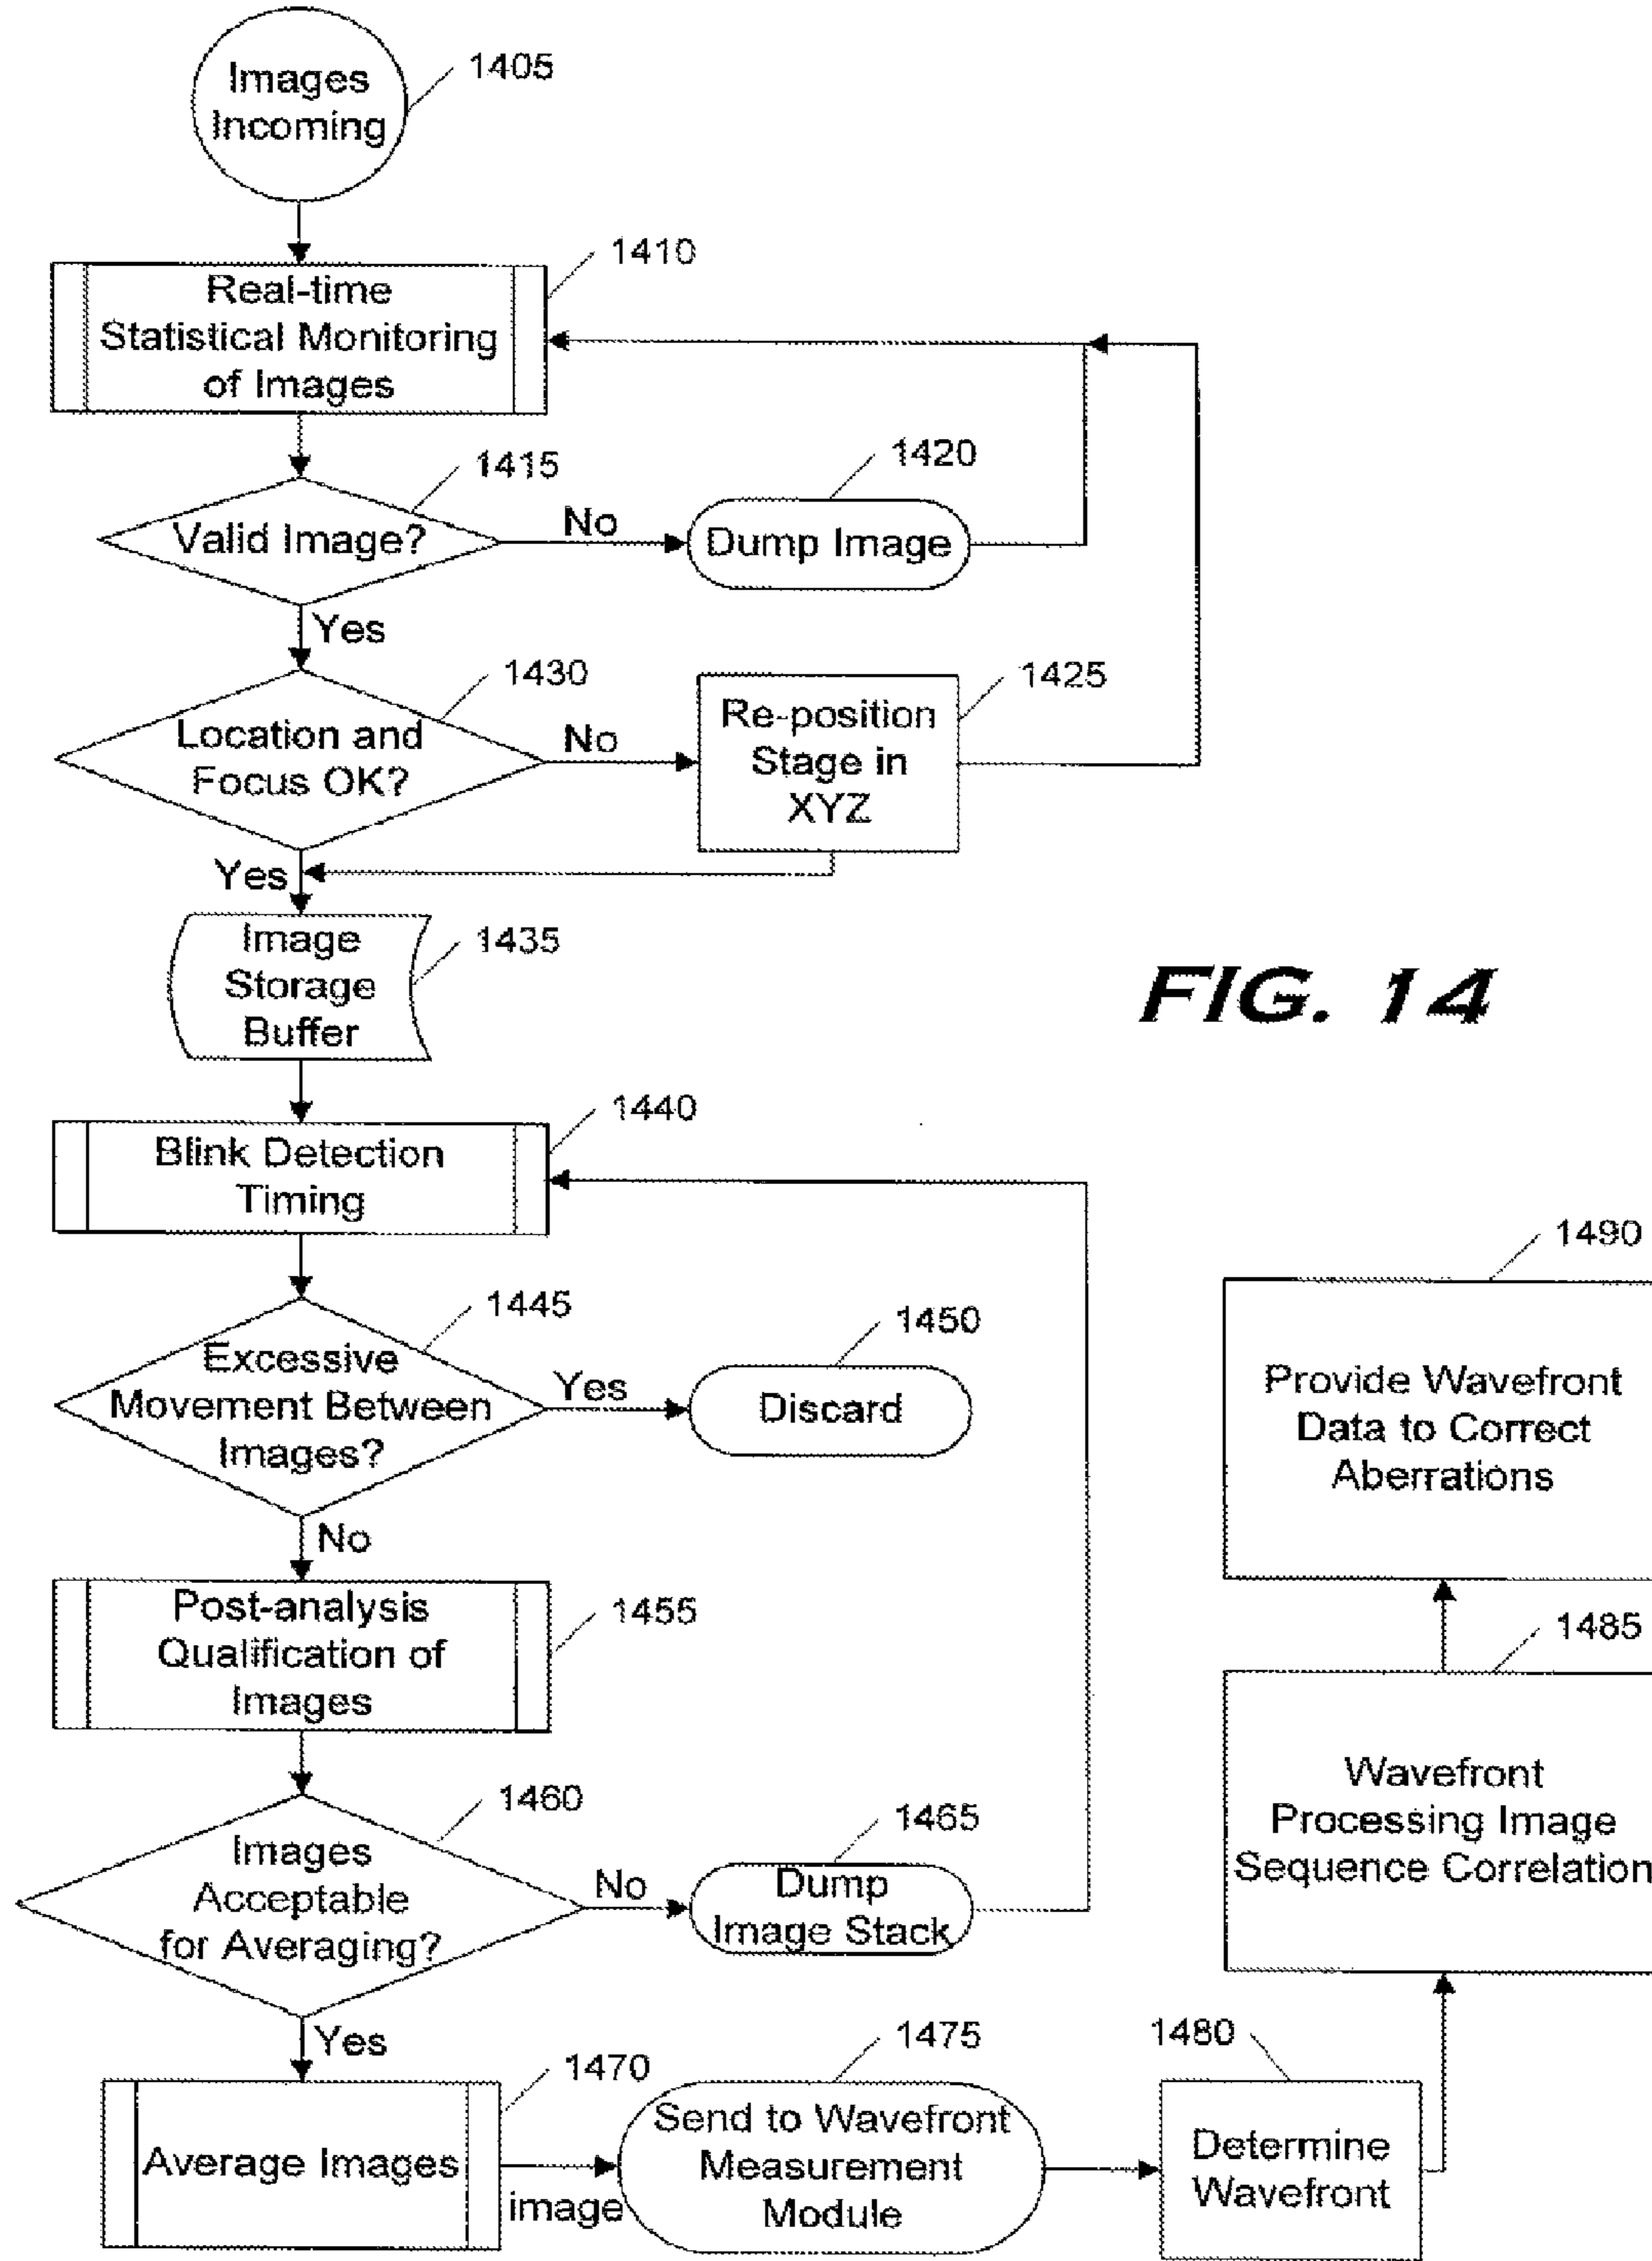 Images
Incoming
1405
1410
Real-time
Statistical Monitoring
of Images
1415
1420
Valid Image?
No
Dump Image
Yes
1430
1425
Location and
Focus OK?
No
Re-position
Stage in
XYZ
Yes
Image
Storage
Buffer
1435
FIG. 14
1440
Blink Detection
Timing
1445
1450
Excessive
Movement Between
Images?
Yes
Discard
No
Post-analysis
Qualification of
Images
1455
1460
1465
Images
Acceptable
for Averaging?
No
Dump
Image Stack
Yes
1470
Average Images
image
1475
Send to Wavefront
Measurement
Module
1480
Determine
Wavefront
1485
Wavefront
Processing Image
Sequence Correlation
1490
Provide Wavefront
Data to Correct
Aberrations